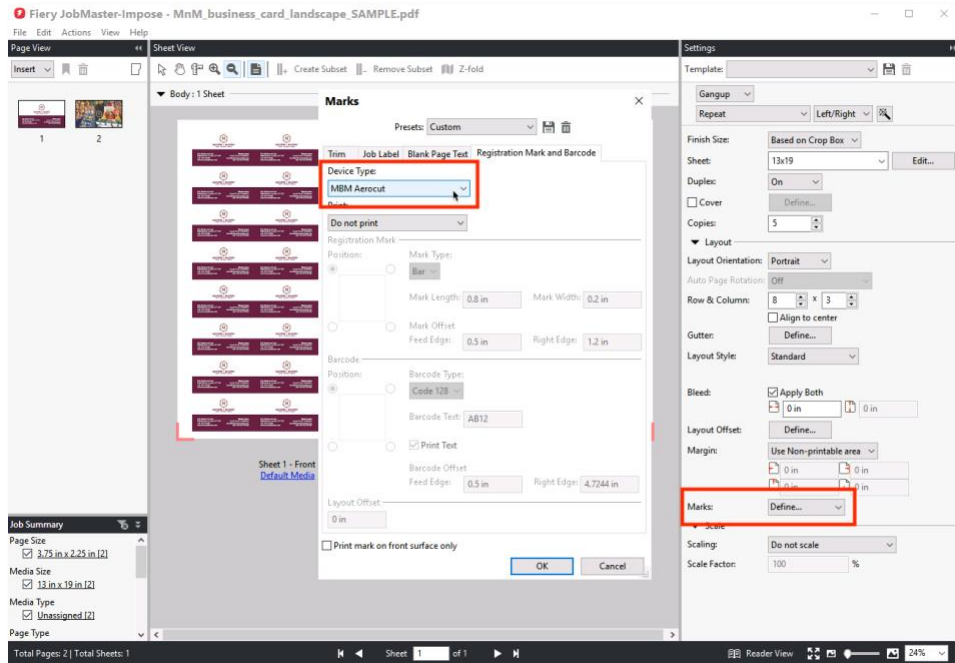 Fiery JobMaster-Impose - MnM_business_card_landscape_SAMPLE.pdf
File Edit Actions View Help
Page View
Sheet View
Settings
Insert
Create Subset
Remove Subset
Z-fold
Template:
Body : 1 Sheet
1
2
Sheet 1 - Front
Default Media
Marks
Presets: Custom
Trim
Job Label
Blank Page Text
Registration Mark and Barcode
Device Type:
MBM Aerocut
Print:
Do not print
Registration Mark
Position:
Mark Type:
Bar
Mark Length: 0.8 in
Mark Width: 0.2 in
Mark Offset
Feed Edge: 0.5 in
Right Edge: 1.2 in
Barcode
Position:
Barcode Type:
Code 128
Barcode Text: AB12
Print Text
Barcode Offset
Feed Edge: 0.5 in
Right Edge: 4.7244 in
Layout Offset
0 in
Print mark on front surface only
OK
Cancel
Gangup
Repeat
Left/Right
Finish Size: Based on Crop Box
Sheet: 13x19
Edit...
Duplex: On
Cover
Define...
Copies: 5
Layout
Layout Orientation: Portrait
Auto Page Rotation: Off
Row & Column: 8 x 3
Align to center
Gutter: Define...
Layout Style: Standard
Bleed: Apply Both
0 in 0 in
Layout Offset: Define...
Margin: Use Non-printable area
0 in 0 in
0 in 0 in
Marks: Define...
Scale
Scaling: Do not scale
Scale Factor: 100 %
Job Summary
Page Size
3.75 in x 2.25 in [2]
Media Size
13 in x 19 in [2]
Media Type
Unassigned [2]
Page Type
Total Pages: 2 | Total Sheets: 1
Sheet 1 of 1
Reader View
24%